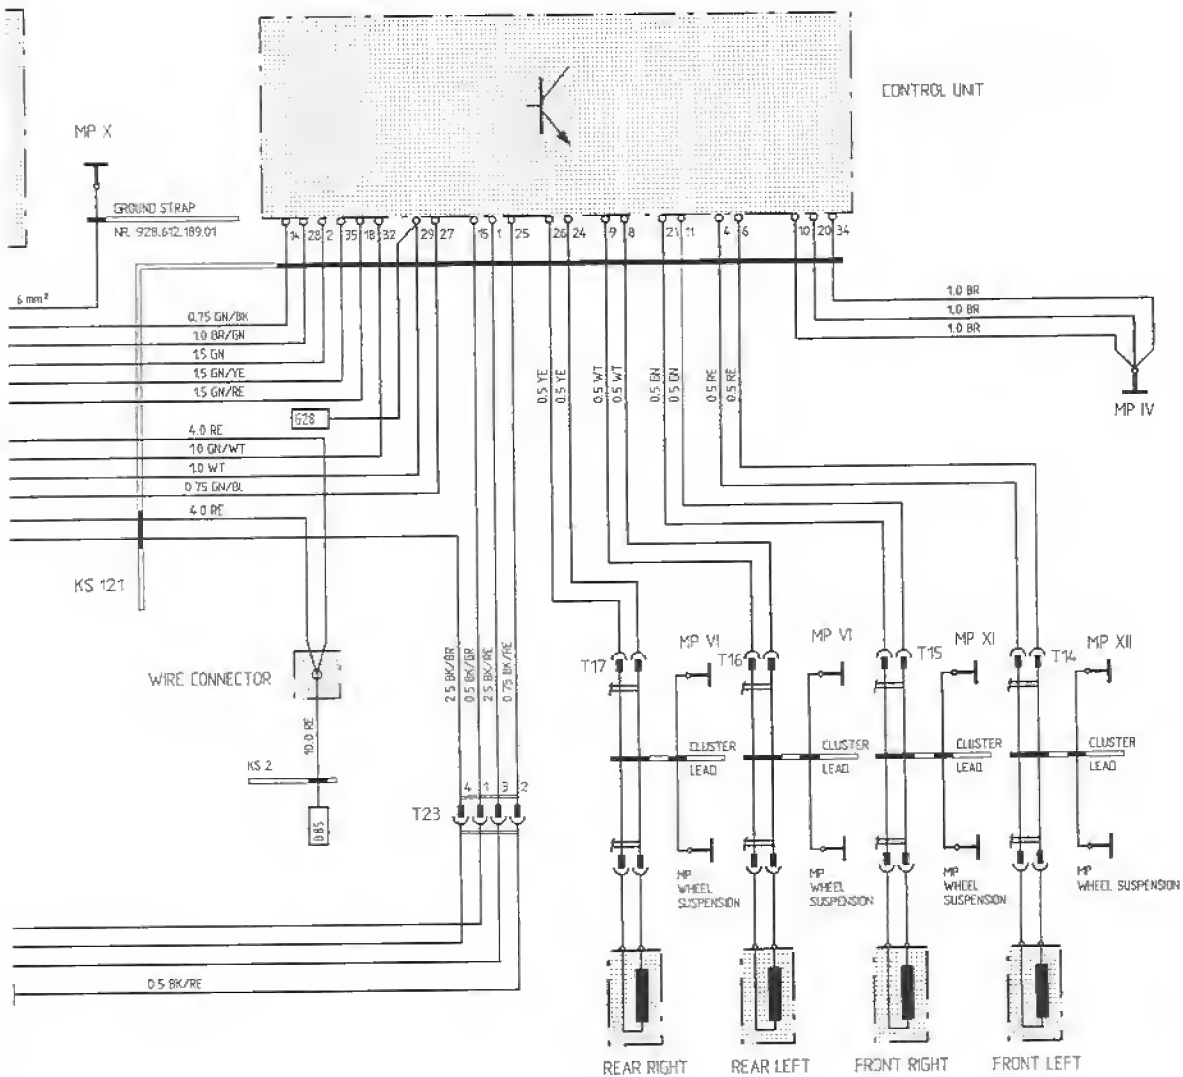 CONTROL UNIT
MP X
GROUND STRAP
NR. 928.612.189.01
14 28 2 35 18 32 29 27 15 1 25 26 24 9 8 21 11 4 6 10 20 34
6 mm²
0.75 GN/BK
1.0 BR/GN
1.5 GN
1.5 GN/YE
1.5 GN/RE
1.0 BR
1.0 BR
1.0 BR
MP IV
0.5 YE
0.5 YE
0.5 WT
0.5 WT
0.5 GN
0.5 GN
0.5 RE
0.5 RE
G28
4.0 RE
1.0 GN/WT
1.0 WT
0.75 GN/BL
4.0 RE
KS 121
WIRE CONNECTOR
10.0 RE
KS 2
2.5 BK/BR
0.5 BK/GR
2.5 BK/RE
0.75 BK/RE
4 1 3 2
T23
T17
MP VI
T16
MP VI
T15
MP XI
T14
MP XII
CLUSTER
LEAD
CLUSTER
LEAD
CLUSTER
LEAD
CLUSTER
LEAD
MP
WHEEL
SUSPENSION
MP
WHEEL
SUSPENSION
MP
WHEEL
SUSPENSION
MP
WHEEL SUSPENSION
0.5 BK/RE
REAR RIGHT
REAR LEFT
FRONT RIGHT
FRONT LEFT